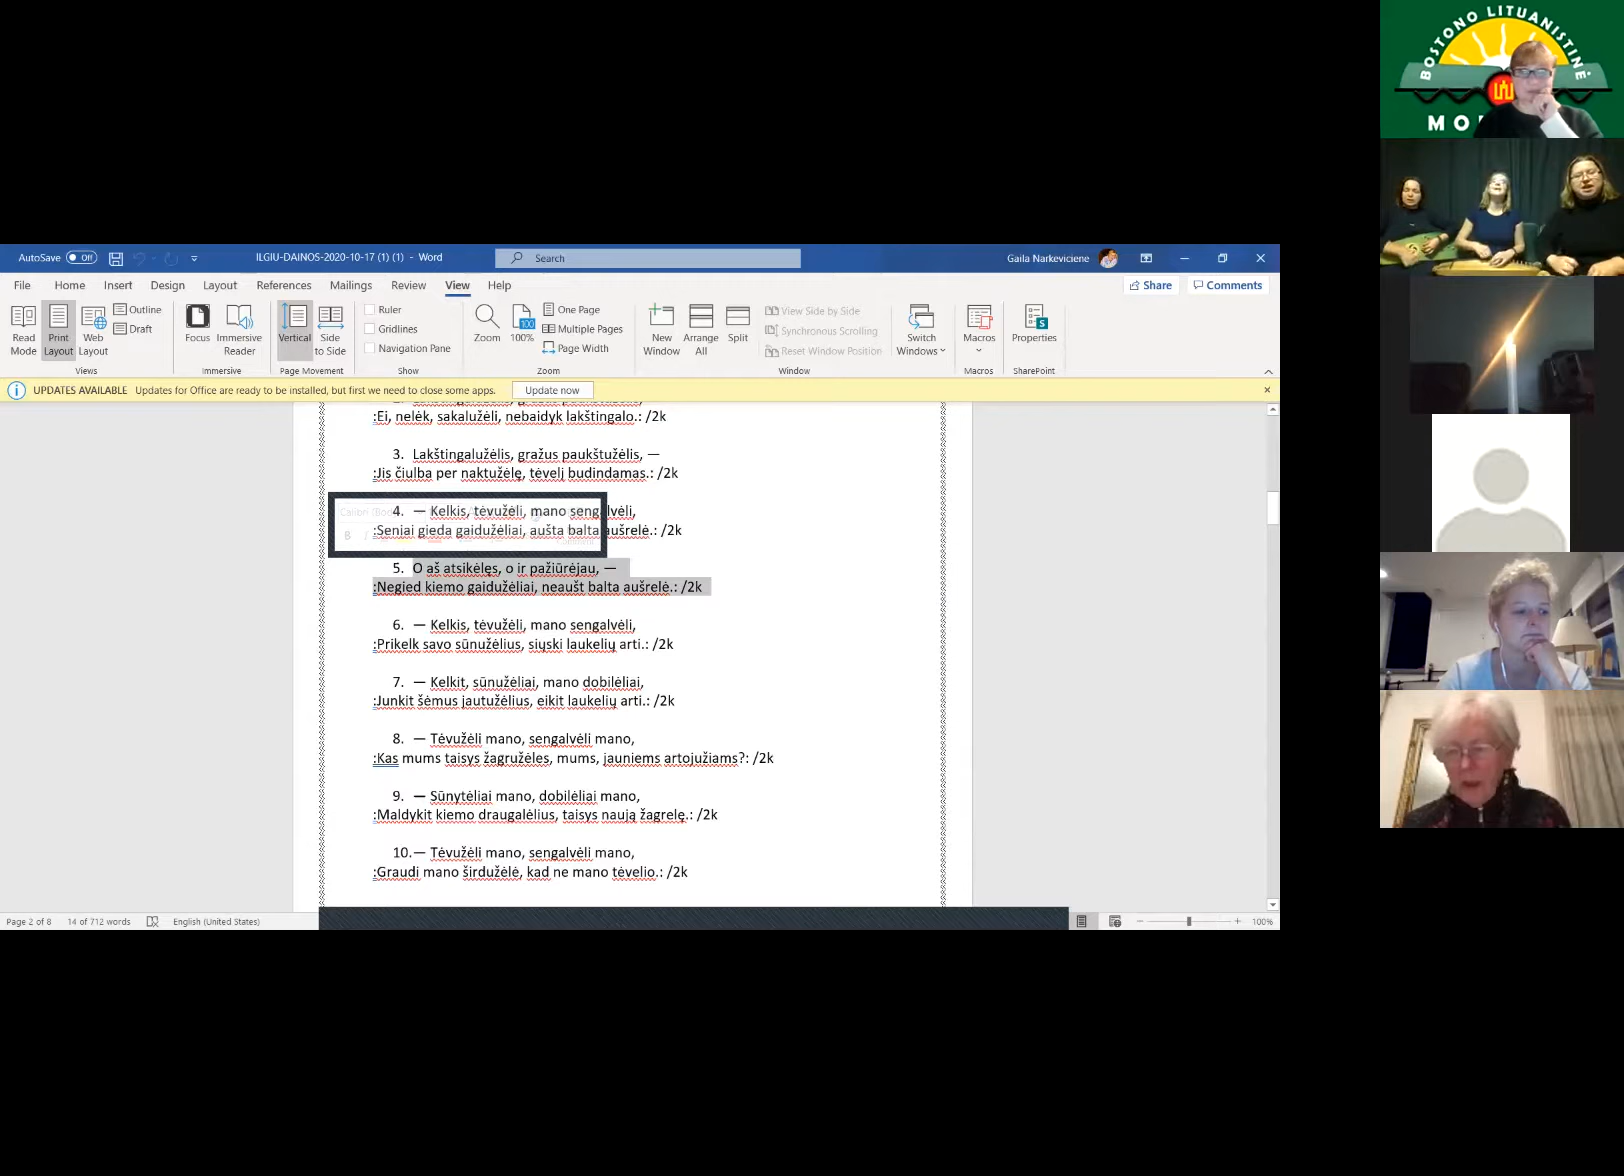 BOSTONO LITUANISTINĖ
MO
AutoSave Off
ILGIU-DAINOS-2020-10-17 (1) (1) - Word
Search
Gaila Narkeviciene
File Home Insert Design Layout References Mailings Review View Help
Share Comments
Read Mode
Print Layout
Web Layout
Outline
Draft
Views
Focus
Immersive Reader
Immersive
Vertical
Side to Side
Page Movement
Ruler
Gridlines
Navigation Pane
Show
Zoom
100
100%
One Page
Multiple Pages
Page Width
Zoom
New Window
Arrange All
Split
View Side by Side
Synchronous Scrolling
Reset Window Position
Switch Windows
Window
Macros
Macros
Properties
SharePoint
UPDATES AVAILABLE Updates for Office are ready to be installed, but first we need to close some apps. Update now
:Ei, nelėk, sakalužėli, nebaidyk lakštingalo.: /2k
3. Lakštingalužėlis, gražus paukštužėlis, —
:Jis čiulba per naktužėlę, tėvelį budindamas.: /2k
4. — Kelkis, tėvužėli, mano sengalvėli,
:Seniai gieda gaidužėliai, aušta balta aušrelė.: /2k
5. O aš atsikėlęs, o ir pažiūrėjau, —
:Negied kiemo gaidužėliai, neaušt balta aušrelė.: /2k
6. — Kelkis, tėvužėli, mano sengalvėli,
:Prikelk savo sūnužėlius, siųski laukelių arti.: /2k
7. — Kelkit, sūnužėliai, mano dobilėliai,
:Junkit šėmus jautužėlius, eikit laukelių arti.: /2k
8. — Tėvužėli mano, sengalvėli mano,
:Kas mums taisys žagružėles, mums, jauniems artojužiams?: /2k
9. — Sūnytėliai mano, dobilėliai mano,
:Maldykit kiemo draugalėlius, taisys naują žagrelę.: /2k
10. — Tėvužėli mano, sengalvėli mano,
:Graudi mano širdužėlė, kad ne mano tėvelio.: /2k
Page 2 of 8 14 of 712 words English (United States)
100%